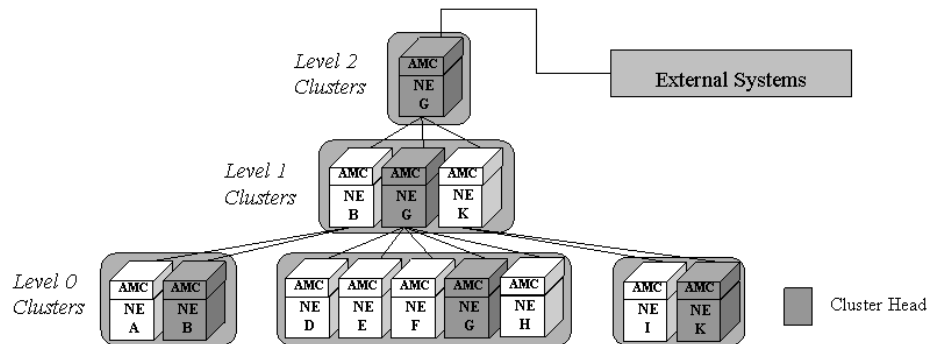 Level 2
Clusters
AMC
NE
G
External Systems
Level 1
Clusters
AMC AMC AMC
NE NE NE
B G K
Level 0
Clusters
AMC AMC AMC AMC AMC AMC AMC AMC AMC
NE NE NE NE NE NE NE NE NE
A B D E F G H I K
Cluster Head